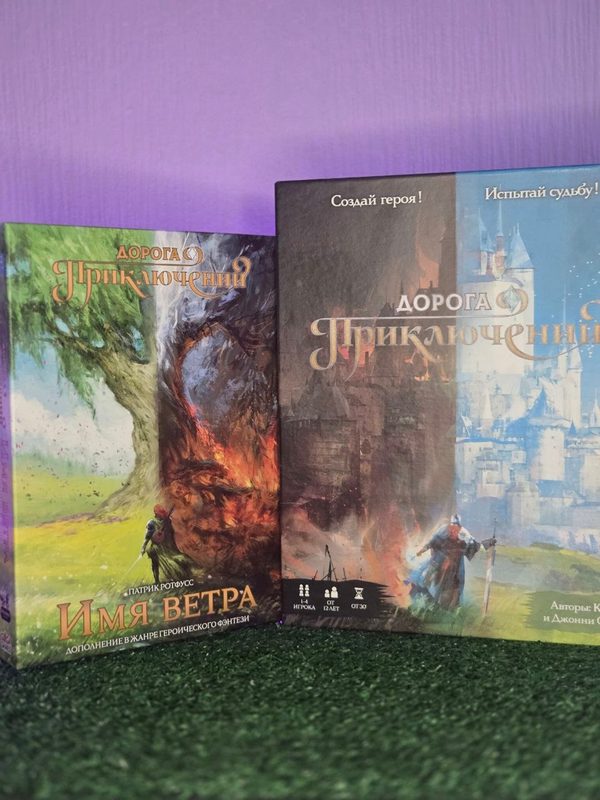 ДОРОГА
ПРИКЛЮЧЕНИЙ
ПАТРИК РОТФУСС
ИМЯ ВЕТРА
ДОПОЛНЕНИЕ В ЖАНРЕ ГЕРОИЧЕСКОГО ФЭНТЕЗИ
Создай героя!
Испытай судьбу!
ДОРОГА
ПРИКЛЮЧЕНИЙ
1-4 ИГРОКА
ОТ 12 ЛЕТ
ОТ 30'
Авторы: К
и Джонни